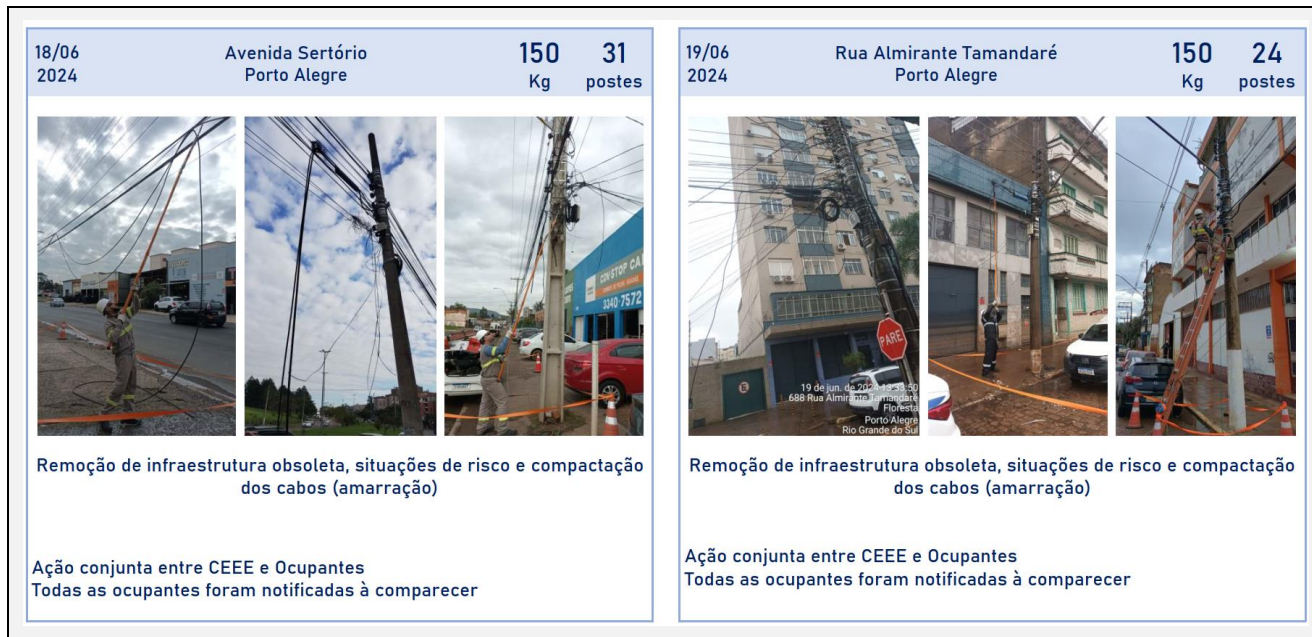 18/06
2024
Avenida Sertório
Porto Alegre
150
Kg
31
postes
3340-7572
Remoção de infraestrutura obsoleta, situações de risco e compactação
dos cabos (amarração)
Ação conjunta entre CEEE e Ocupantes
Todas as ocupantes foram notificadas à comparecer
19/06
2024
Rua Almirante Tamandaré
Porto Alegre
150
Kg
24
postes
PARE
19 de jun. de 2024 13:33:50
688 Rua Almirante Tamandaré
Floresta
Porto Alegre
Rio Grande do Sul
Remoção de infraestrutura obsoleta, situações de risco e compactação
dos cabos (amarração)
Ação conjunta entre CEEE e Ocupantes
Todas as ocupantes foram notificadas à comparecer